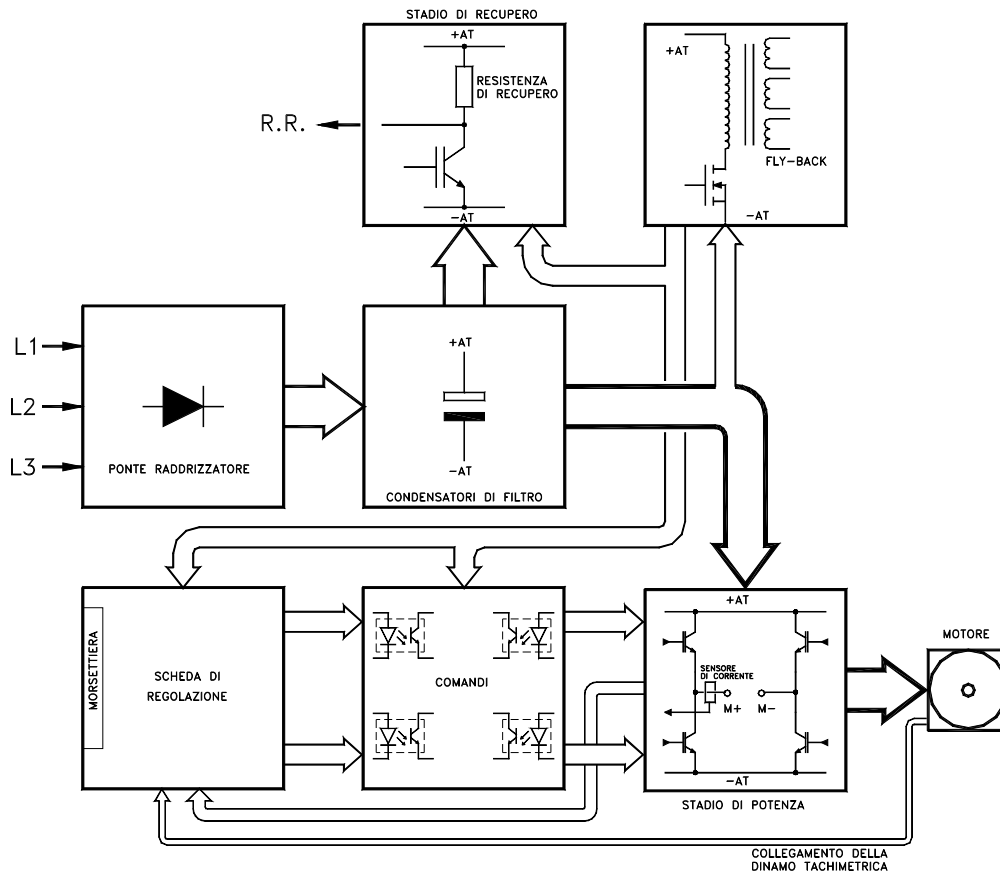 STADIO DI RECUPERO
+AT
RESISTENZA
DI RECUPERO
R.R.
-AT
+AT
FLY-BACK
-AT
L1
L2
L3
PONTE RADDRIZZATORE
+AT
-AT
CONDENSATORI DI FILTRO
MORSETTIERA
SCHEDA DI
REGOLAZIONE
COMANDI
+AT
SENSORE
DI CORRENTE
M+
M-
-AT
STADIO DI POTENZA
MOTORE
COLLEGAMENTO DELLA
DINAMO TACHIMETRICA